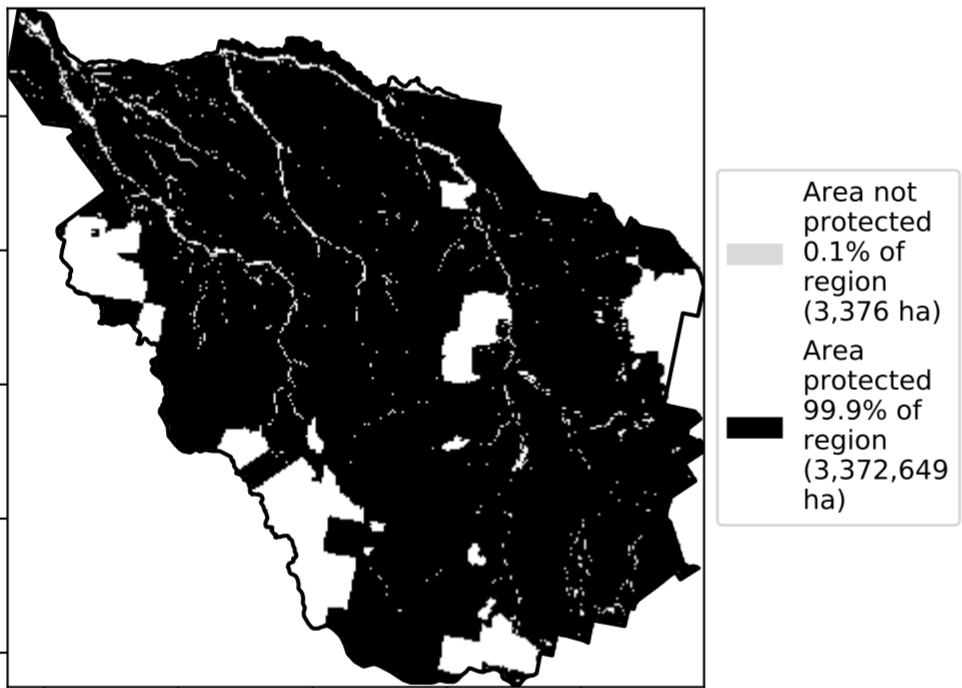 Area not
protected
0.1% of
region
(3,376 ha)
Area
protected
99.9% of
region
(3,372,649
ha)